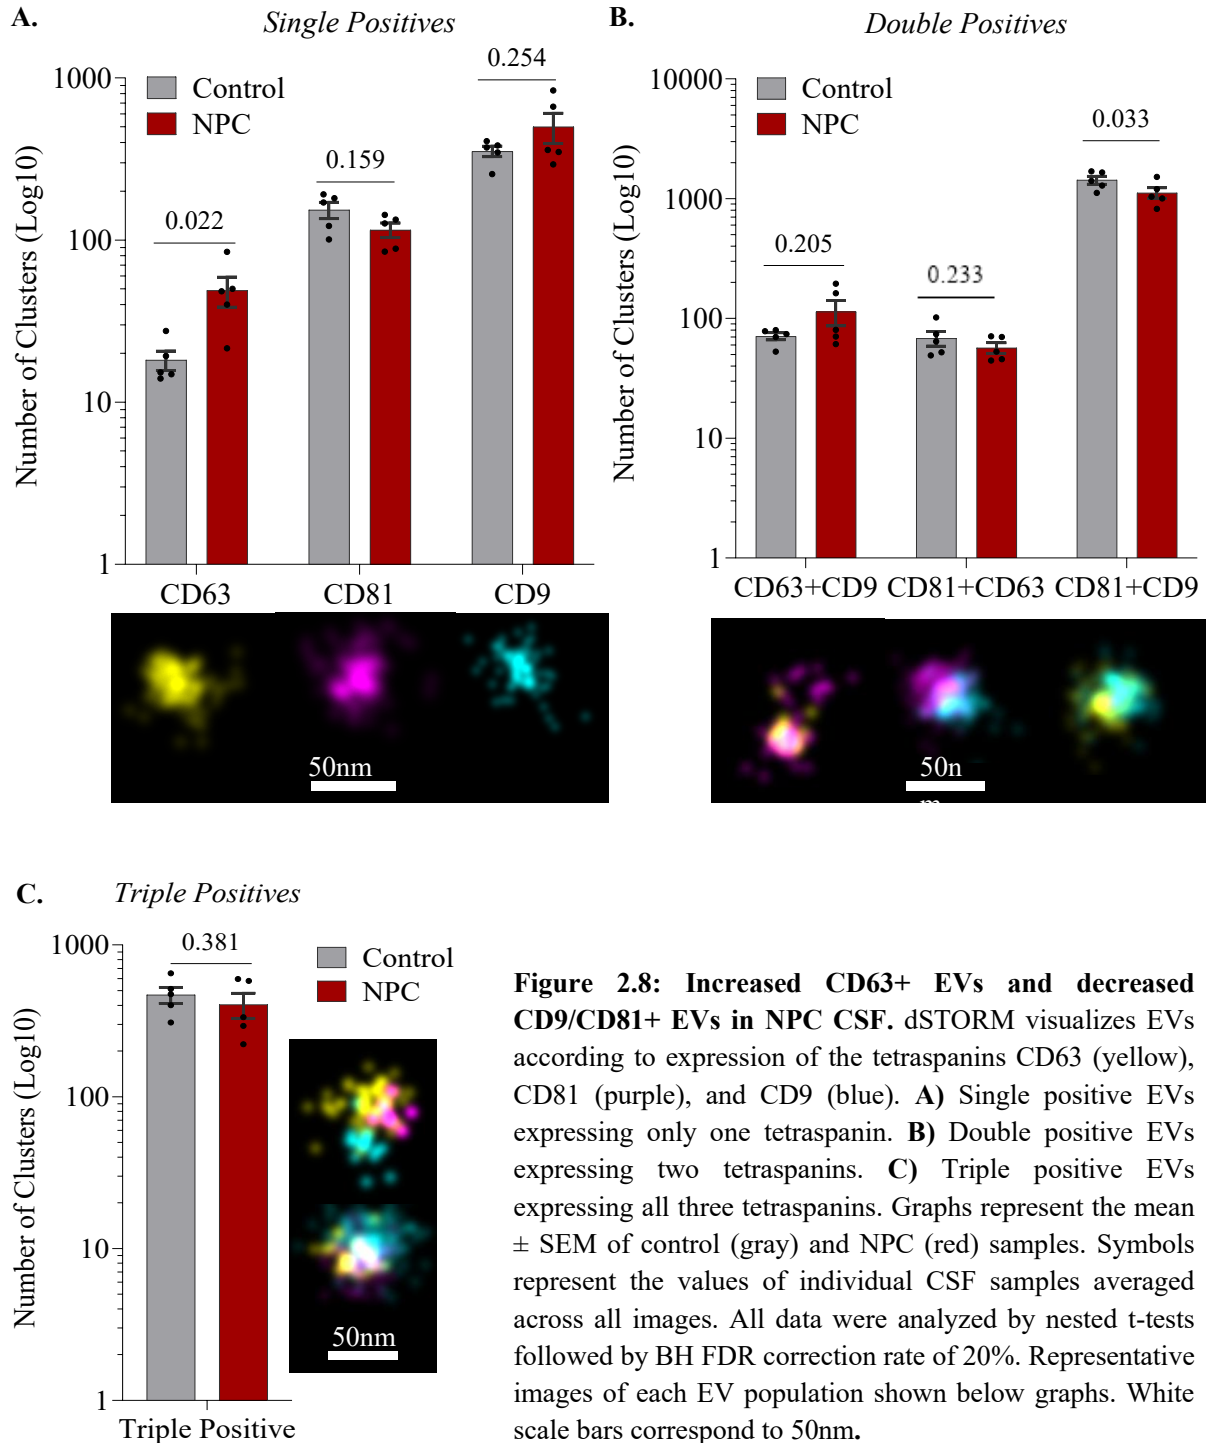 A.
Single Positives
1000
100
10
1
Number of Clusters (Log10)
Control
NPC
0.022
0.159
0.254
CD63
CD81
CD9
50nm
B.
Double Positives
10000
1000
100
10
1
Number of Clusters (Log10)
Control
NPC
0.205
0.233
0.033
CD63+CD9
CD81+CD63
CD81+CD9
50n
m
C.
Triple Positives
1000
100
10
1
Number of Clusters (Log10)
0.381
Control
NPC
Triple Positive
50nm
Figure 2.8: Increased CD63+ EVs and decreased
CD9/CD81+ EVs in NPC CSF. dSTORM visualizes EVs
according to expression of the tetraspanins CD63 (yellow),
CD81 (purple), and CD9 (blue). A) Single positive EVs
expressing only one tetraspanin. B) Double positive EVs
expressing two tetraspanins. C) Triple positive EVs
expressing all three tetraspanins. Graphs represent the mean
± SEM of control (gray) and NPC (red) samples. Symbols
represent the values of individual CSF samples averaged
across all images. All data were analyzed by nested t-tests
followed by BH FDR correction rate of 20%. Representative
images of each EV population shown below graphs. White
scale bars correspond to 50nm.